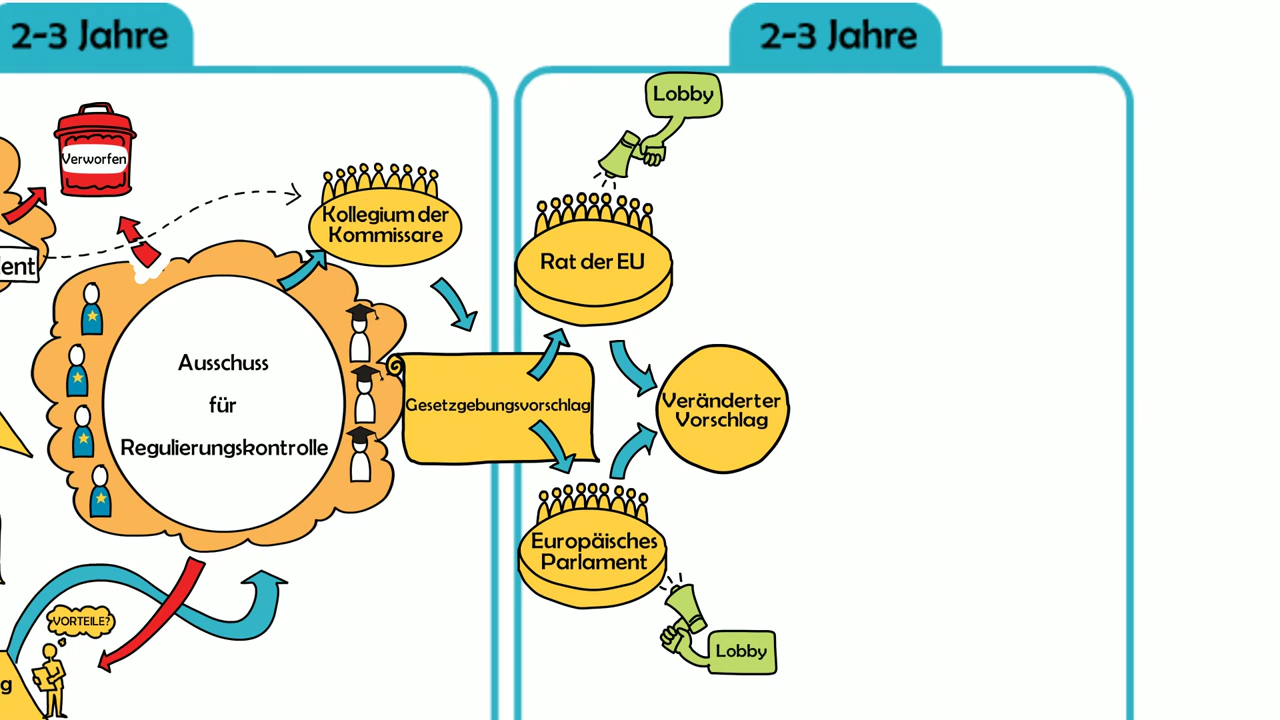 2-3 Jahre
2-3 Jahre
Lobby
Verworfen
Kollegium der
Kommissare
Rat der EU
Ausschuss
für
Regulierungskontrolle
Gesetzgebungsvorschlag
Veränderter
Vorschlag
Europäisches
Parlament
VORTEILE?
Lobby